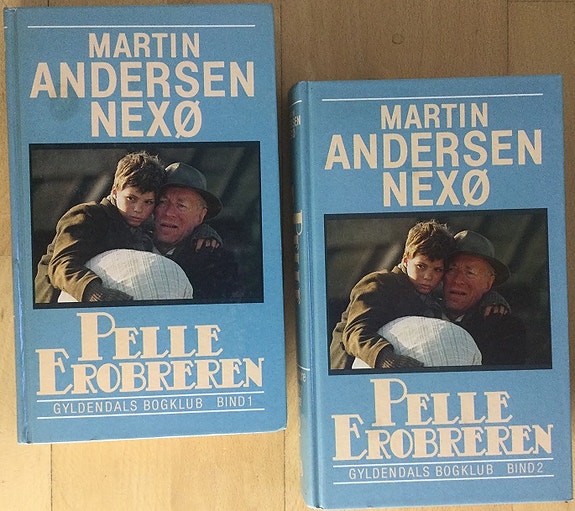 MARTIN
ANDERSEN
NEXØ
PELLE
EROBREREN
GYLDENDALS BOGKLUB BIND 1
MARTIN
ANDERSEN
NEXØ
PELLE
EROBREREN
GYLDENDALS BOGKLUB BIND 2